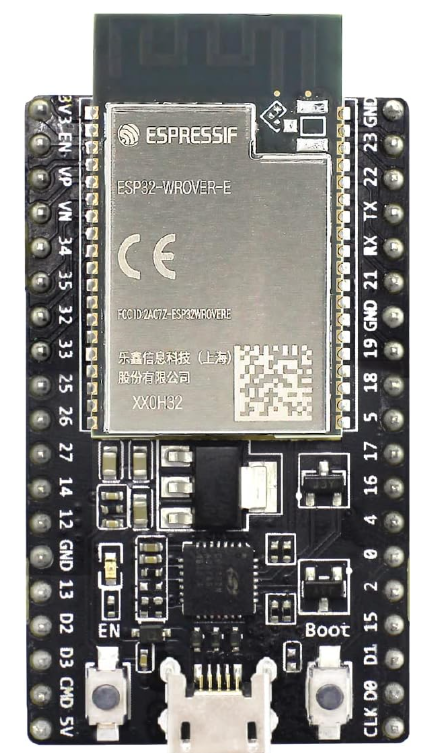 ESPRESSIF
ESP32-WROVER-E
CE
FCC ID:2AC7Z-ESP32WROVERE
乐鑫信息科技（上海）
股份有限公司
XX0H32
3V3
EN
VP
VN
34
35
32
33
25
26
27
14
12
GND
13
D2
D3
CMD
5V
GND
23
22
TX
RX
21
GND
19
18
5
17
16
4
0
2
15
D1
D0
CLK
EN
Boot